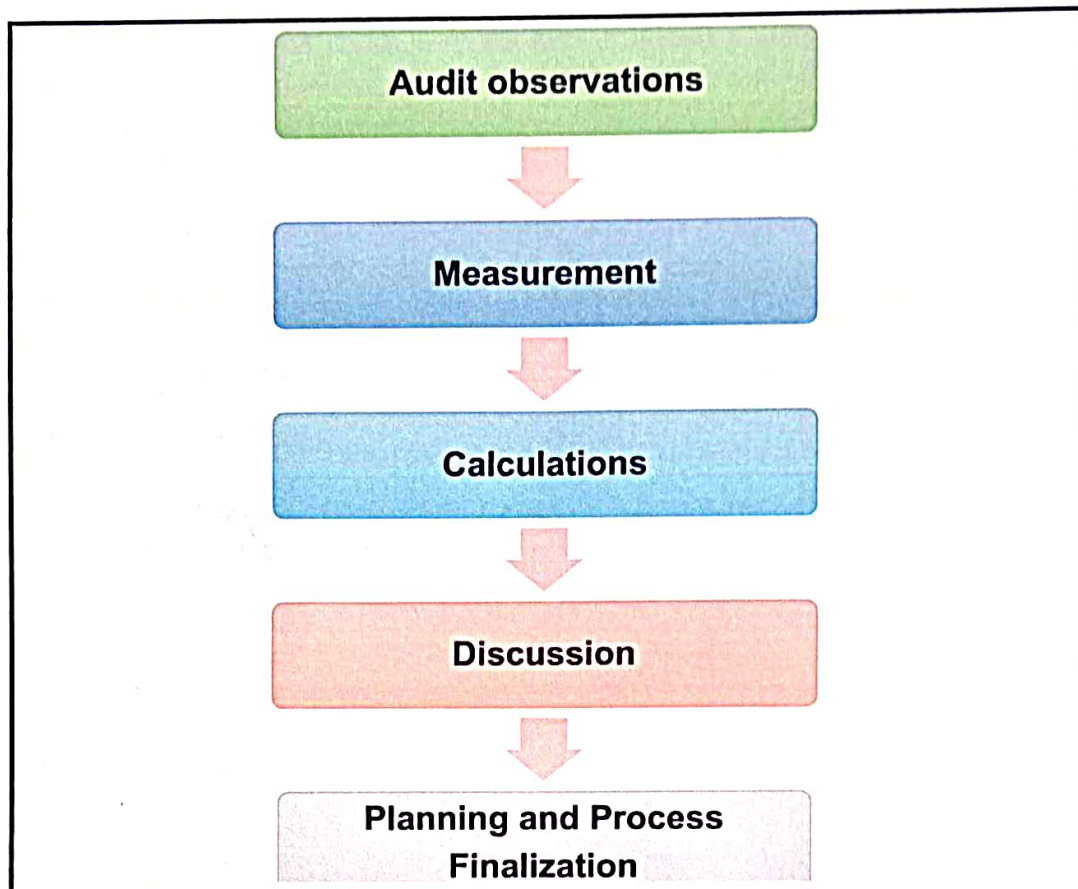 Audit observations
Measurement
Calculations
Discussion
Planning and Process
Finalization